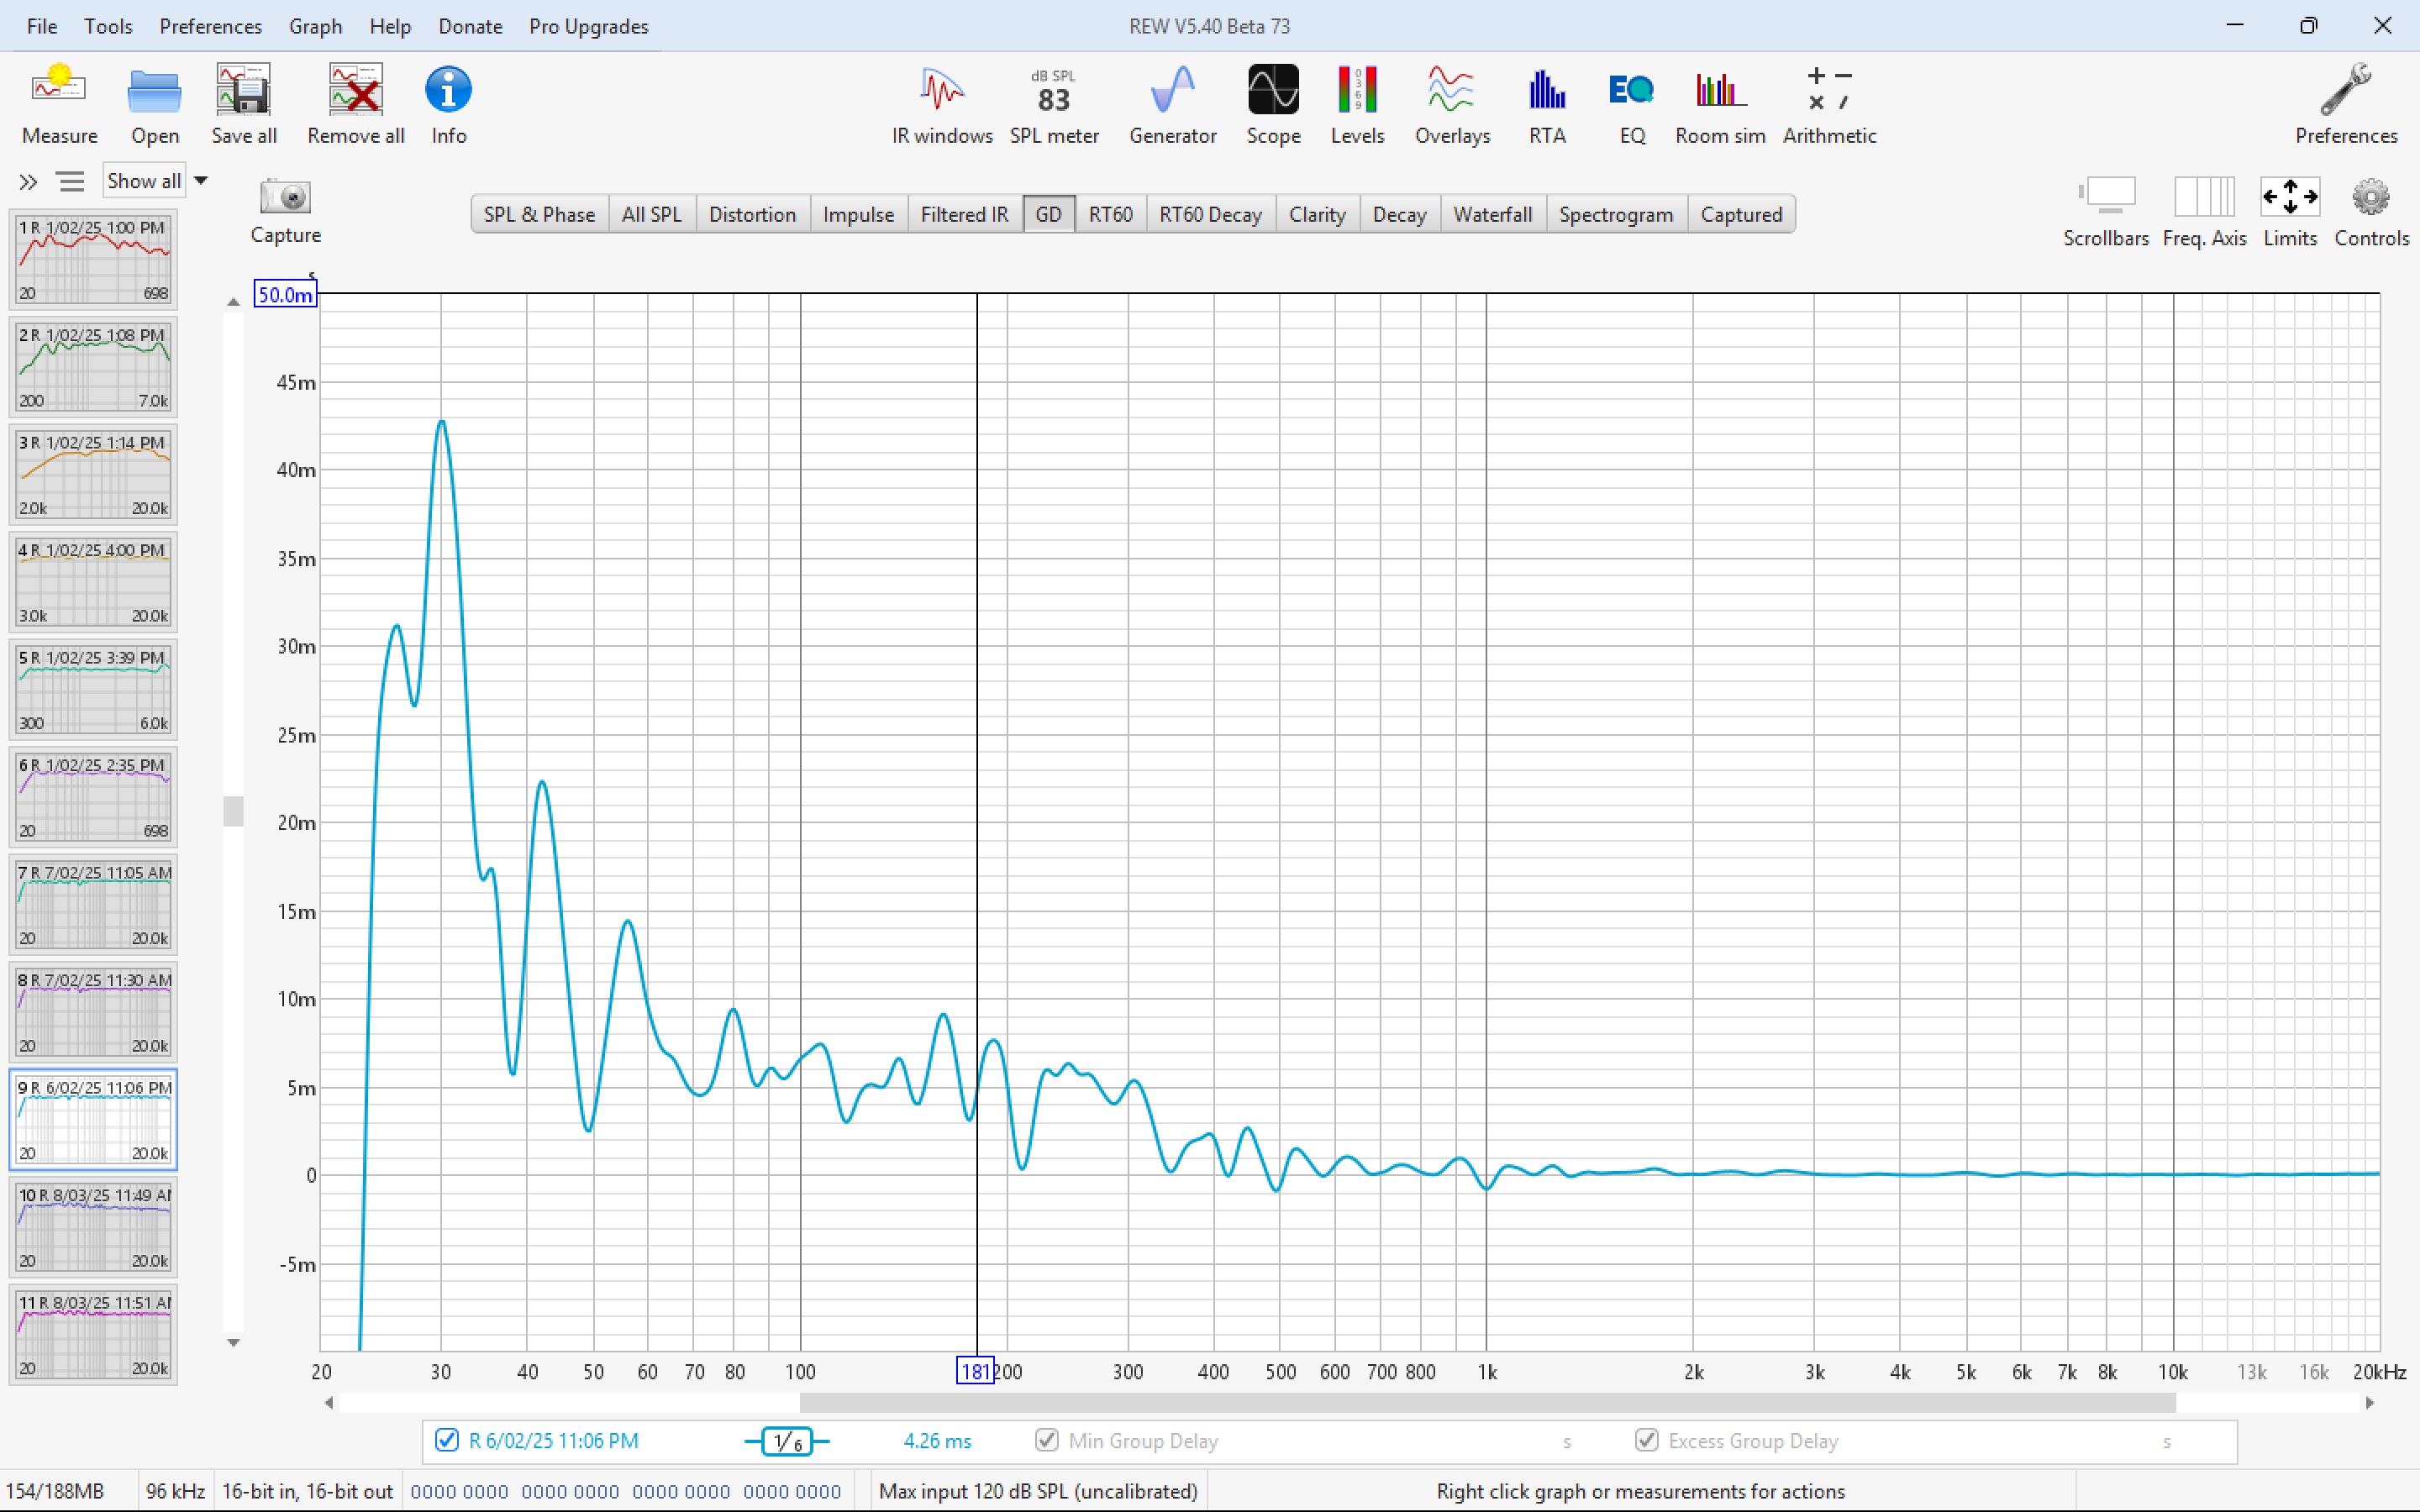 File Tools Preferences Graph Help Donate Pro Upgrades REW V5.40 Beta 73
dB SPL
83
0 3 6 9
Measure Open Save all Remove all Info IR windows SPL meter Generator Scope Levels Overlays RTA EQ Room sim Arithmetic Preferences
Show all
Capture
SPL & Phase All SPL Distortion Impulse Filtered IR GD RT60 RT60 Decay Clarity Decay Waterfall Spectrogram Captured
Scrollbars Freq. Axis Limits Controls
1 R 1/02/25 1:00 PM
20 698
2 R 1/02/25 1:08 PM
200 7.0k
3 R 1/02/25 1:14 PM
2.0k 20.0k
4 R 1/02/25 4:00 PM
3.0k 20.0k
5 R 1/02/25 3:39 PM
300 6.0k
6 R 1/02/25 2:35 PM
20 698
7 R 7/02/25 11:05 AM
20 20.0k
8 R 7/02/25 11:30 AM
20 20.0k
9 R 6/02/25 11:06 PM
20 20.0k
10 R 8/03/25 11:49 A
20 20.0k
11 R 8/03/25 11:51 A
20 20.0k
s
50.0m
45m
40m
35m
30m
25m
20m
15m
10m
5m
0
-5m
20 30 40 50 60 70 80 100 181 200 300 400 500 600 700 800 1k 2k 3k 4k 5k 6k 7k 8k 10k 13k 16k 20kHz
R 6/02/25 11:06 PM 1/6 4.26 ms Min Group Delay s Excess Group Delay s
154/188MB 96 kHz 16-bit in, 16-bit out 0000 0000 0000 0000 0000 0000 0000 0000 Max input 120 dB SPL (uncalibrated) Right click graph or measurements for actions